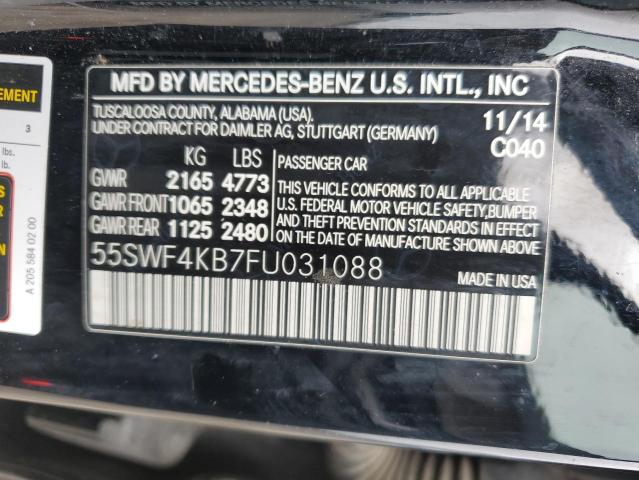 EMENT
3
lbs.
lb.
A 205 584 02 00
MFD BY MERCEDES-BENZ U.S. INTL., INC
TUSCALOOSA COUNTY, ALABAMA (USA).
UNDER CONTRACT FOR DAIMLER AG, STUTTGART (GERMANY)
11/14
C040
KG LBS
GVWR 2165 4773
GAWR FRONT 1065 2348
GAWR REAR 1125 2480
PASSENGER CAR
THIS VEHICLE CONFORMS TO ALL APPLICABLE
U.S. FEDERAL MOTOR VEHICLE SAFETY,BUMPER
AND THEFT PREVENTION STANDARDS IN EFFECT
ON THE DATE OF MANUFACTURE SHOWN ABOVE.
55SWF4KB7FU031088
MADE IN USA